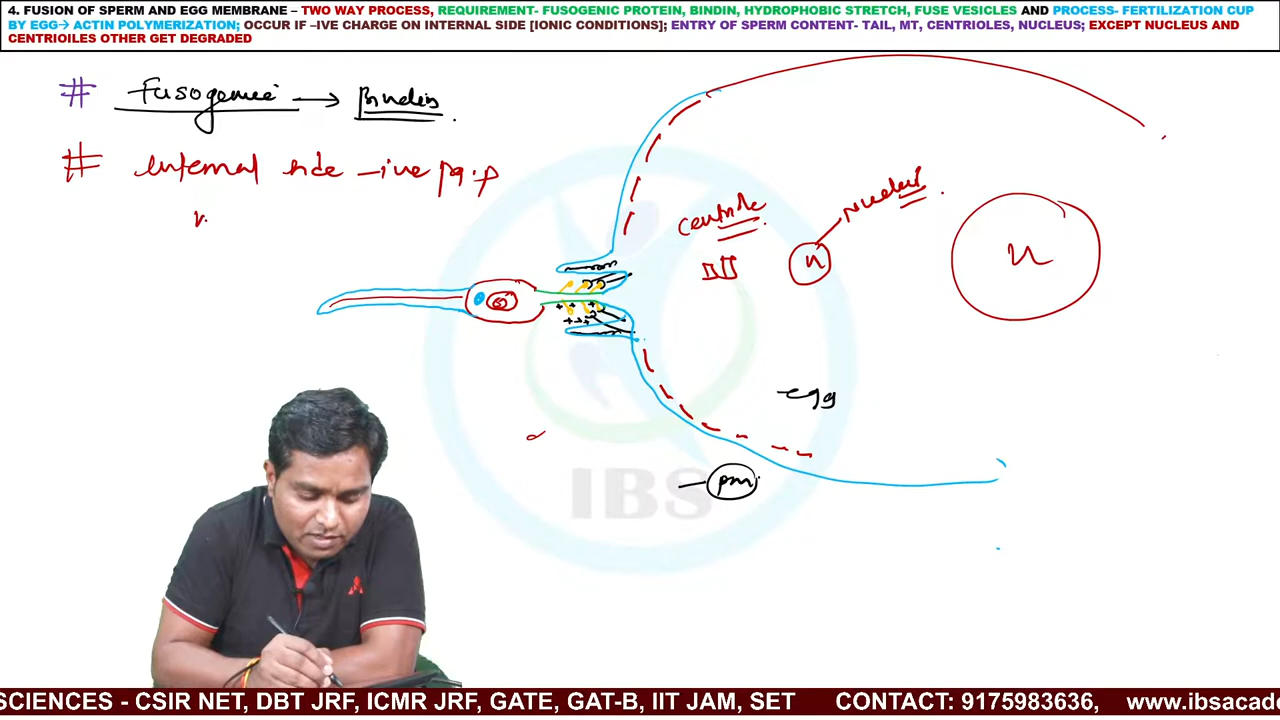 4. FUSION OF SPERM AND EGG MEMBRANE – TWO WAY PROCESS, REQUIREMENT- FUSOGENIC PROTEIN, BINDIN, HYDROPHOBIC STRETCH, FUSE VESICLES AND PROCESS- FERTILIZATION CUP
BY EGG→ ACTIN POLYMERIZATION; OCCUR IF –IVE CHARGE ON INTERNAL SIDE [IONIC CONDITIONS]; ENTRY OF SPERM CONTENT- TAIL, MT, CENTRIOLES, NUCLEUS; EXCEPT NUCLEUS AND
CENTRIOILES OTHER GET DEGRADED
# Fusogenic → Bindin.
# Internal side -ive
Centriole.
Nucleus.
n
n
egg
pm
IBS
SCIENCES - CSIR NET, DBT JRF, ICMR JRF, GATE, GAT-B, IIT JAM, SET CONTACT: 9175983636, www.ibsacad